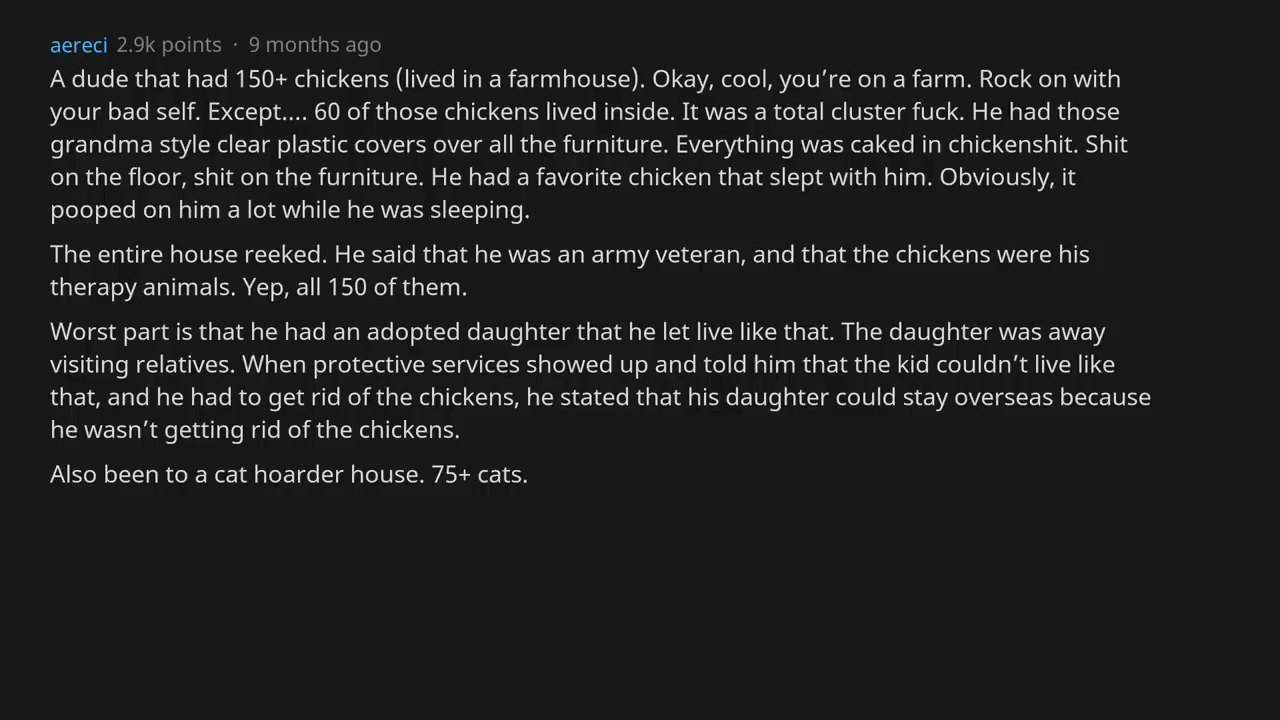 aereci 2.9k points · 9 months ago
A dude that had 150+ chickens (lived in a farmhouse). Okay, cool, you’re on a farm. Rock on with
your bad self. Except.... 60 of those chickens lived inside. It was a total cluster fuck. He had those
grandma style clear plastic covers over all the furniture. Everything was caked in chickenshit. Shit
on the floor, shit on the furniture. He had a favorite chicken that slept with him. Obviously, it
pooped on him a lot while he was sleeping.
The entire house reeked. He said that he was an army veteran, and that the chickens were his
therapy animals. Yep, all 150 of them.
Worst part is that he had an adopted daughter that he let live like that. The daughter was away
visiting relatives. When protective services showed up and told him that the kid couldn’t live like
that, and he had to get rid of the chickens, he stated that his daughter could stay overseas because
he wasn’t getting rid of the chickens.
Also been to a cat hoarder house. 75+ cats.